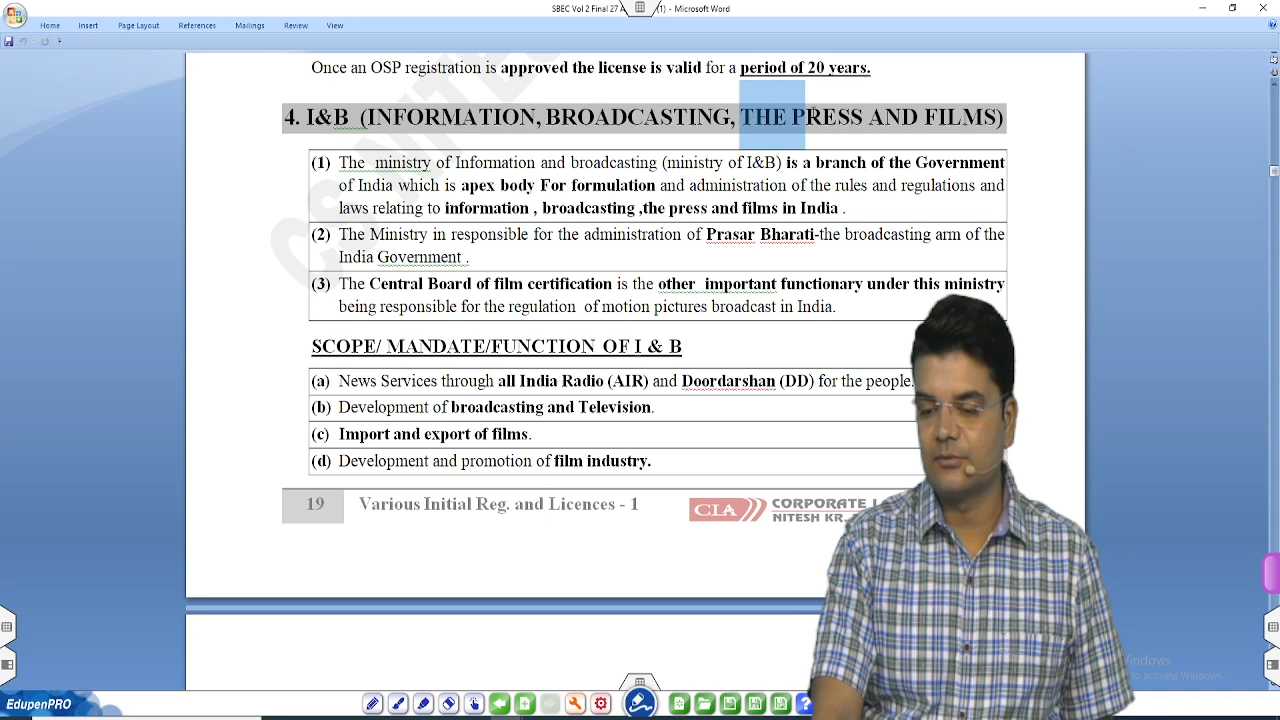 SBEC Vol 2 Final 27 A (1) - Microsoft Word
Home Insert Page Layout References Mailings Review View
Once an OSP registration is approved the license is valid for a period of 20 years.
4. I&B (INFORMATION, BROADCASTING, THE PRESS AND FILMS)
(1) The ministry of Information and broadcasting (ministry of I&B) is a branch of the Government
of India which is apex body For formulation and administration of the rules and regulations and
laws relating to information , broadcasting ,the press and films in India .
(2) The Ministry in responsible for the administration of Prasar Bharati-the broadcasting arm of the
India Government .
(3) The Central Board of film certification is the other important functionary under this ministry
being responsible for the regulation of motion pictures broadcast in India.
SCOPE/ MANDATE/FUNCTION OF I & B
(a) News Services through all India Radio (AIR) and Doordarshan (DD) for the people.
(b) Development of broadcasting and Television.
(c) Import and export of films.
(d) Development and promotion of film industry.
19 Various Initial Reg. and Licences - 1 CIA CORPORATE
NITESH KR.
Windows
to activate Windows.
EdupenPRO